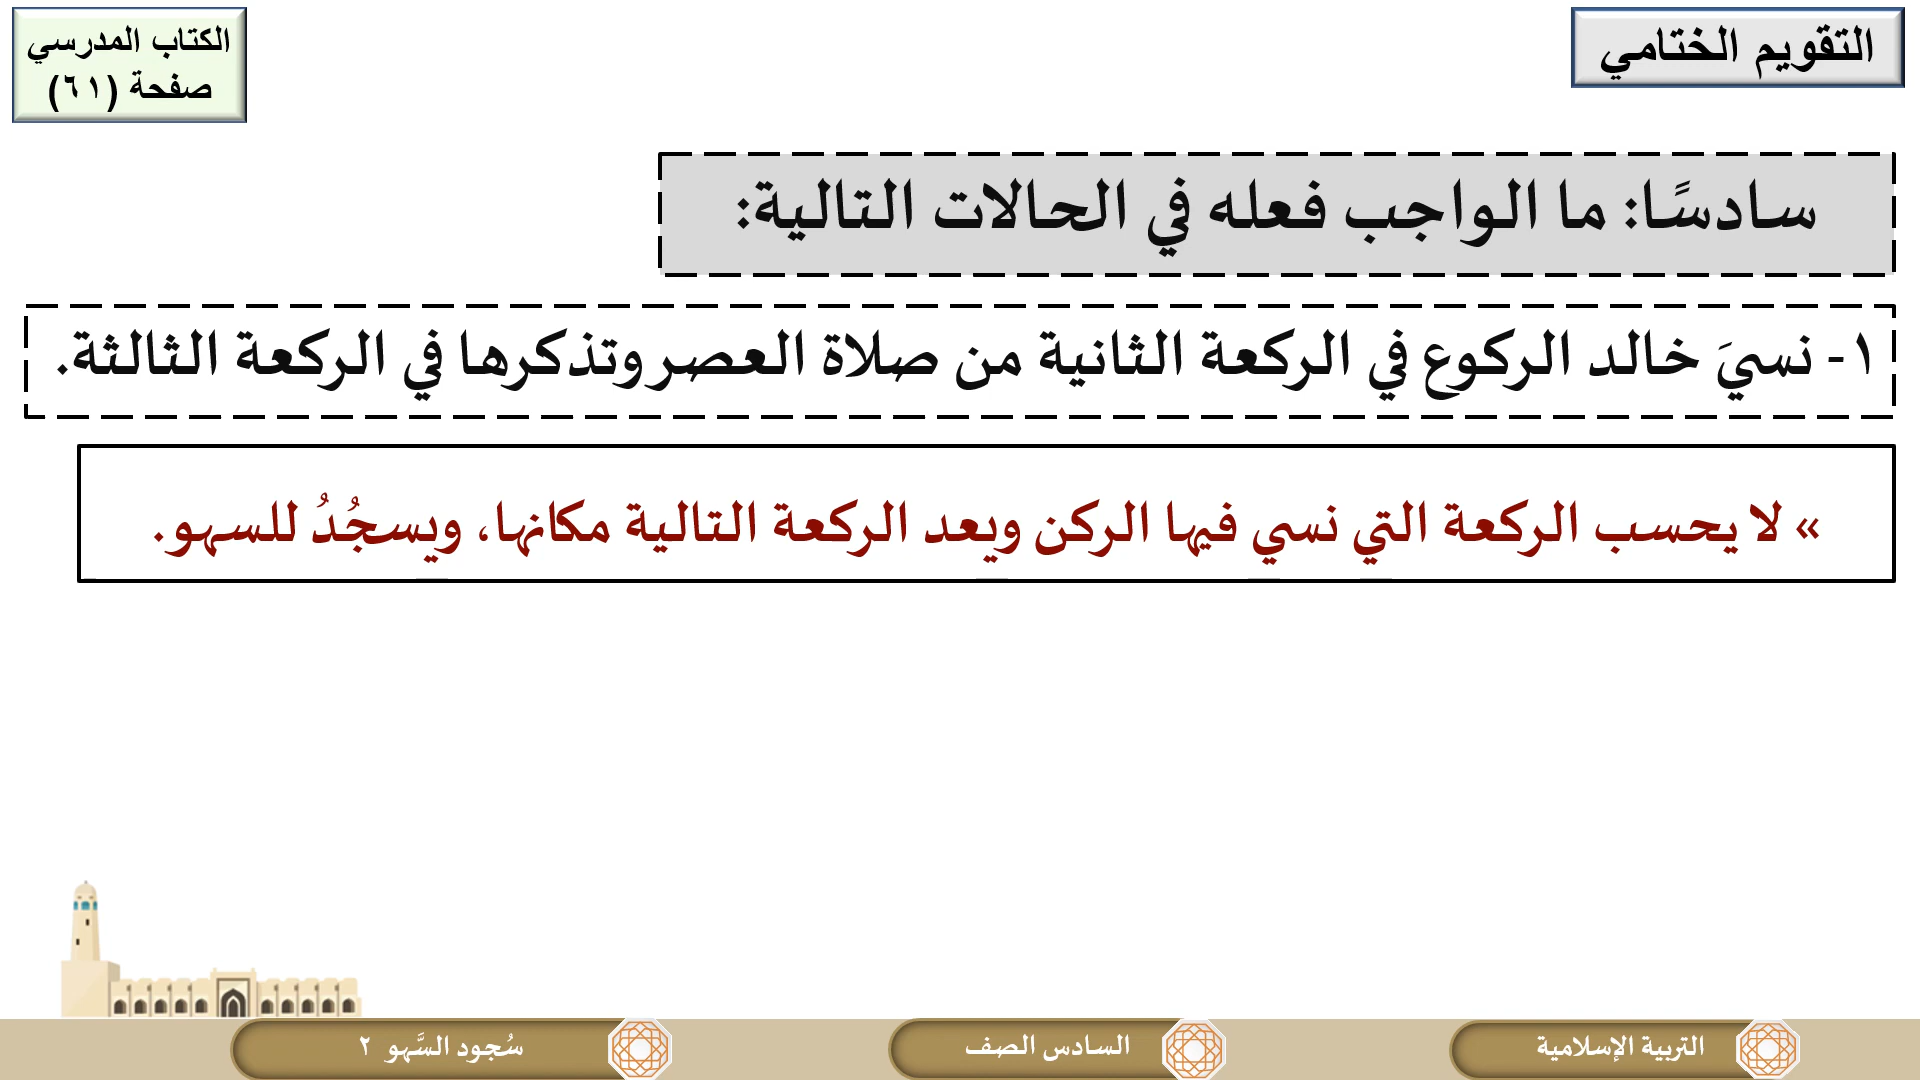 التقويم الختامي
الكتاب المدرسي
صفحة (٦١)
سادسًا: ما الواجب فعله في الحالات التالية:
١- نسيَ خالد الركوع في الركعة الثانية من صلاة العصر وتذكرها في الركعة الثالثة.
» لا يحسب الركعة التي نسي فيها الركن ويعد الركعة التالية مكانها، ويسجُدُ للسهو.
التربية الإسلامية
السادس الصف
سُجود السَّهو ٢